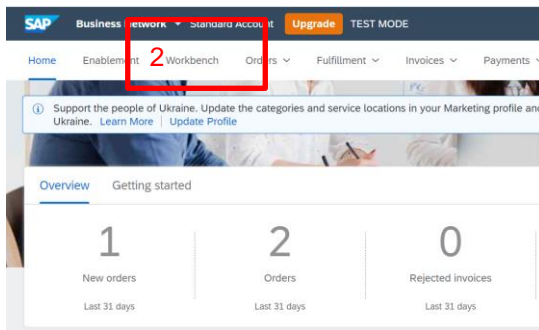 SAP Business Network Standard Account Upgrade TEST MODE
Home Enablement 2 Workbench Orders Fulfillment Invoices Payments
Support the people of Ukraine. Update the categories and service locations in your Marketing profile and
Ukraine. Learn More | Update Profile
Overview Getting started
1 2 0
New orders Orders Rejected invoices
Last 31 days Last 31 days Last 31 days